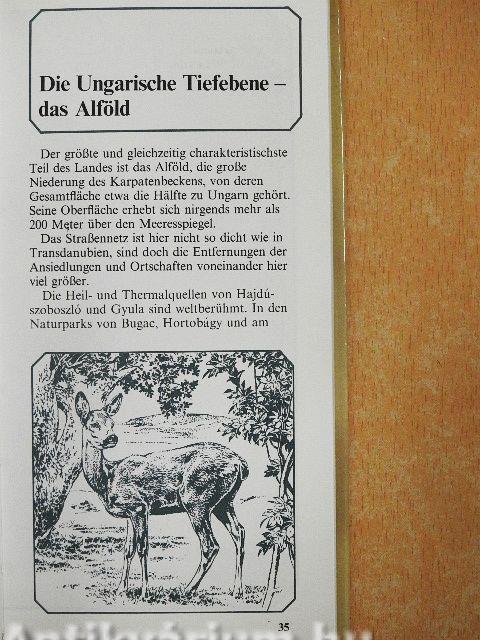 Die Ungarische Tiefebene –
das Alföld
Der größte und gleichzeitig charakteristischste
Teil des Landes ist das Alföld, die große
Niederung des Karpatenbeckens, von deren
Gesamtfläche etwa die Hälfte zu Ungarn gehört.
Seine Oberfläche erhebt sich nirgends mehr als
200 Meter über den Meeresspiegel.
Das Straßennetz ist hier nicht so dicht wie in
Transdanubien, sind doch die Entfernungen der
Ansiedlungen und Ortschaften voneinander hier
viel größer.
Die Heil- und Thermalquellen von Hajdú-
szoboszló und Gyula sind weltberühmt. In den
Naturparks von Bugac, Hortobágy und am
35
Antikvárium.hu